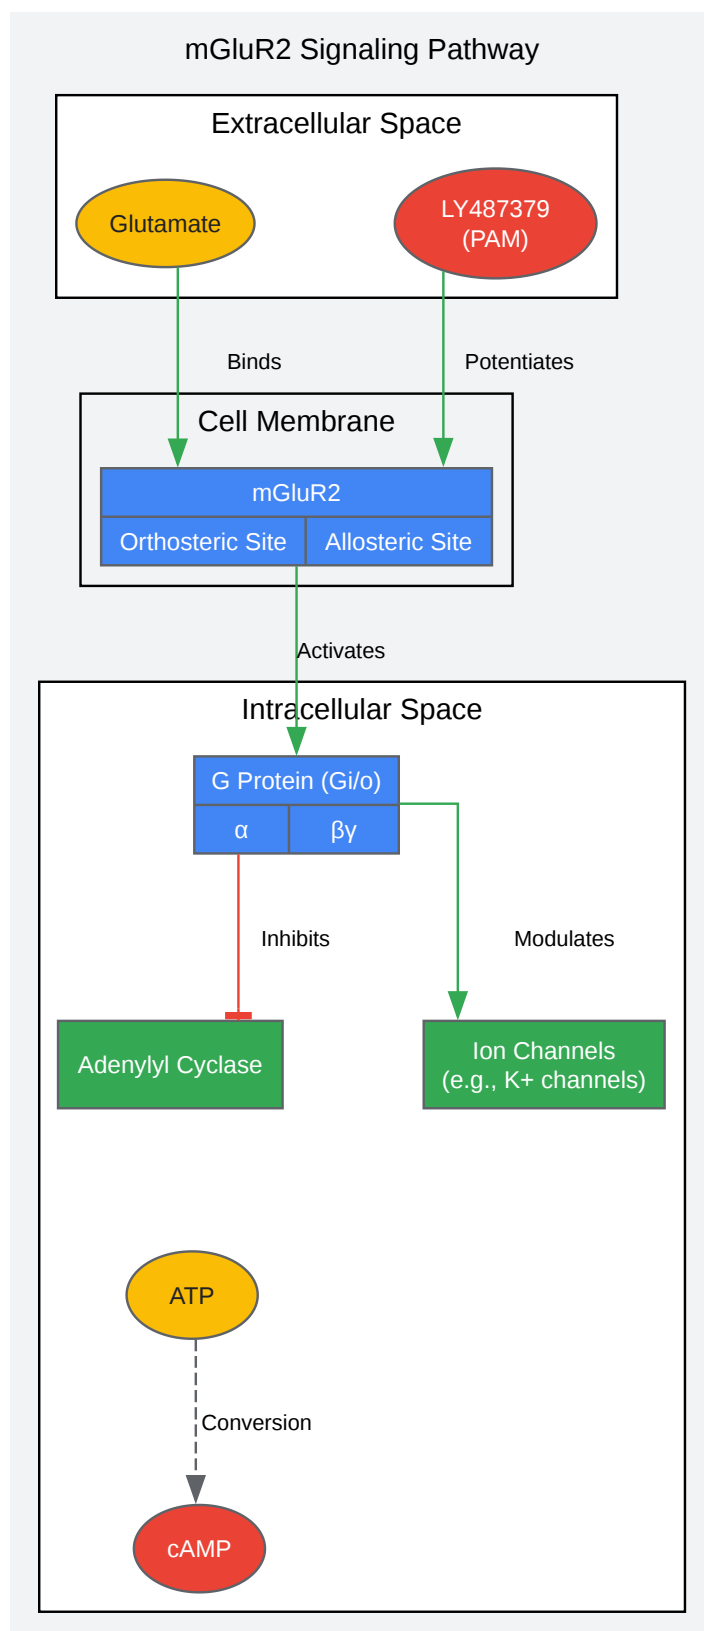 mGluR2 Signaling Pathway
Extracellular Space
Glutamate
LY487379
(PAM)
Binds
Potentiates
Cell Membrane
mGluR2
Orthosteric Site
Allosteric Site
Activates
Intracellular Space
G Protein (Gi/o)
α
βγ
Inhibits
Modulates
Adenylyl Cyclase
Ion Channels
(e.g., K+ channels)
ATP
Conversion
cAMP